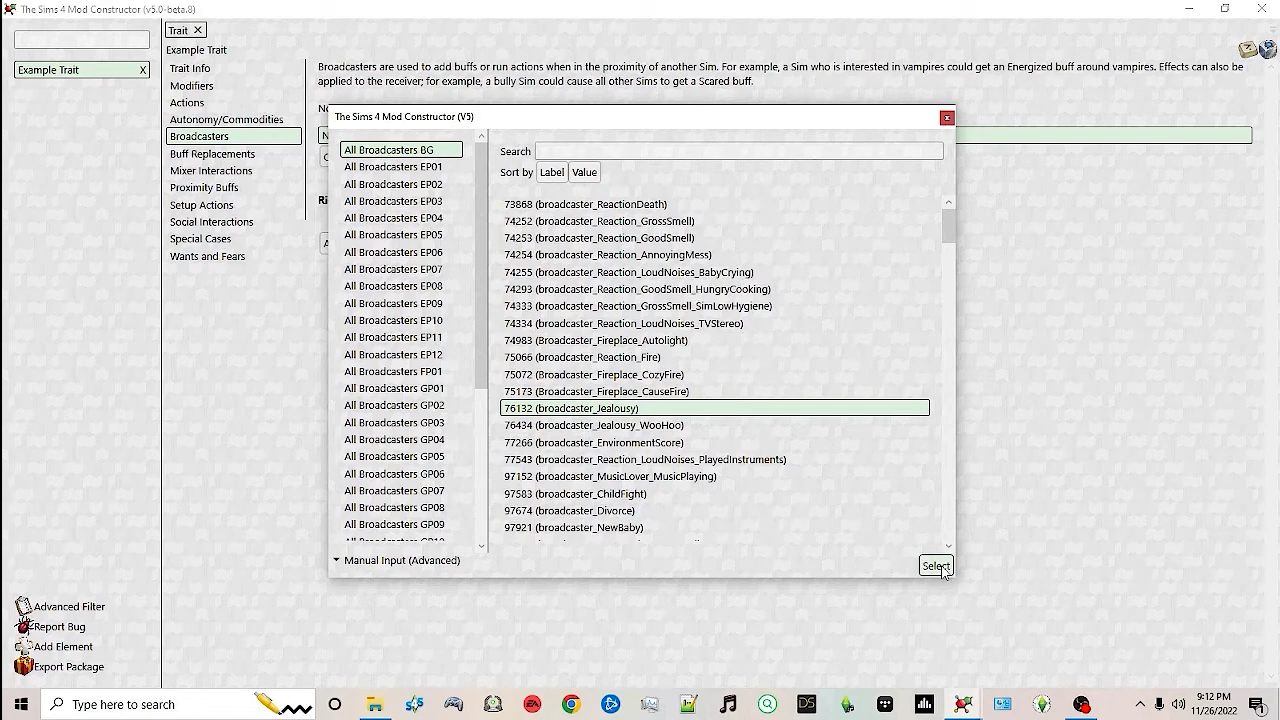 The Sims 4 Mod Constructor (v5.0-beta.8)
Trait X
Example Trait
Example Trait X
Trait Info
Modifiers
Actions
Autonomy/Commodities
Broadcasters
Buff Replacements
Mixer Interactions
Proximity Buffs
Setup Actions
Social Interactions
Special Cases
Wants and Fears
Broadcasters are used to add buffs or run actions when in the proximity of another Sim. For example, a Sim who is interested in vampires could get an Energized buff around vampires. Effects can also be
applied to the receiver; for example, a bully Sim could cause all other Sims to get a Scared buff.
The Sims 4 Mod Constructor (V5)
All Broadcasters BG
All Broadcasters EP01
All Broadcasters EP02
All Broadcasters EP03
All Broadcasters EP04
All Broadcasters EP05
All Broadcasters EP06
All Broadcasters EP07
All Broadcasters EP08
All Broadcasters EP09
All Broadcasters EP10
All Broadcasters EP11
All Broadcasters EP12
All Broadcasters FP01
All Broadcasters GP01
All Broadcasters GP02
All Broadcasters GP03
All Broadcasters GP04
All Broadcasters GP05
All Broadcasters GP06
All Broadcasters GP07
All Broadcasters GP08
All Broadcasters GP09
Search
Sort by Label Value
73868 (broadcaster_ReactionDeath)
74252 (broadcaster_Reaction_GrossSmell)
74253 (broadcaster_Reaction_GoodSmell)
74254 (broadcaster_Reaction_AnnoyingMess)
74255 (broadcaster_Reaction_LoudNoises_BabyCrying)
74293 (broadcaster_Reaction_GoodSmell_HungryCooking)
74333 (broadcaster_Reaction_GrossSmell_SimLowHygiene)
74334 (broadcaster_Reaction_LoudNoises_TVStereo)
74983 (Broadcaster_Fireplace_Autolight)
75066 (broadcaster_Reaction_Fire)
75072 (broadcaster_Fireplace_CozyFire)
75173 (Broadcaster_Fireplace_CauseFire)
76132 (broadcaster_Jealousy)
76434 (broadcaster_Jealousy_WooHoo)
77266 (broadcaster_EnvironmentScore)
77543 (broadcaster_Reaction_LoudNoises_PlayedInstruments)
97152 (broadcaster_MusicLover_MusicPlaying)
97583 (broadcaster_ChildFight)
97674 (broadcaster_Divorce)
97921 (broadcaster_NewBaby)
Manual Input (Advanced)
Select
Advanced Filter
Report Bug
Add Element
Export Package
Type here to search
9:12 PM
11/26/2022